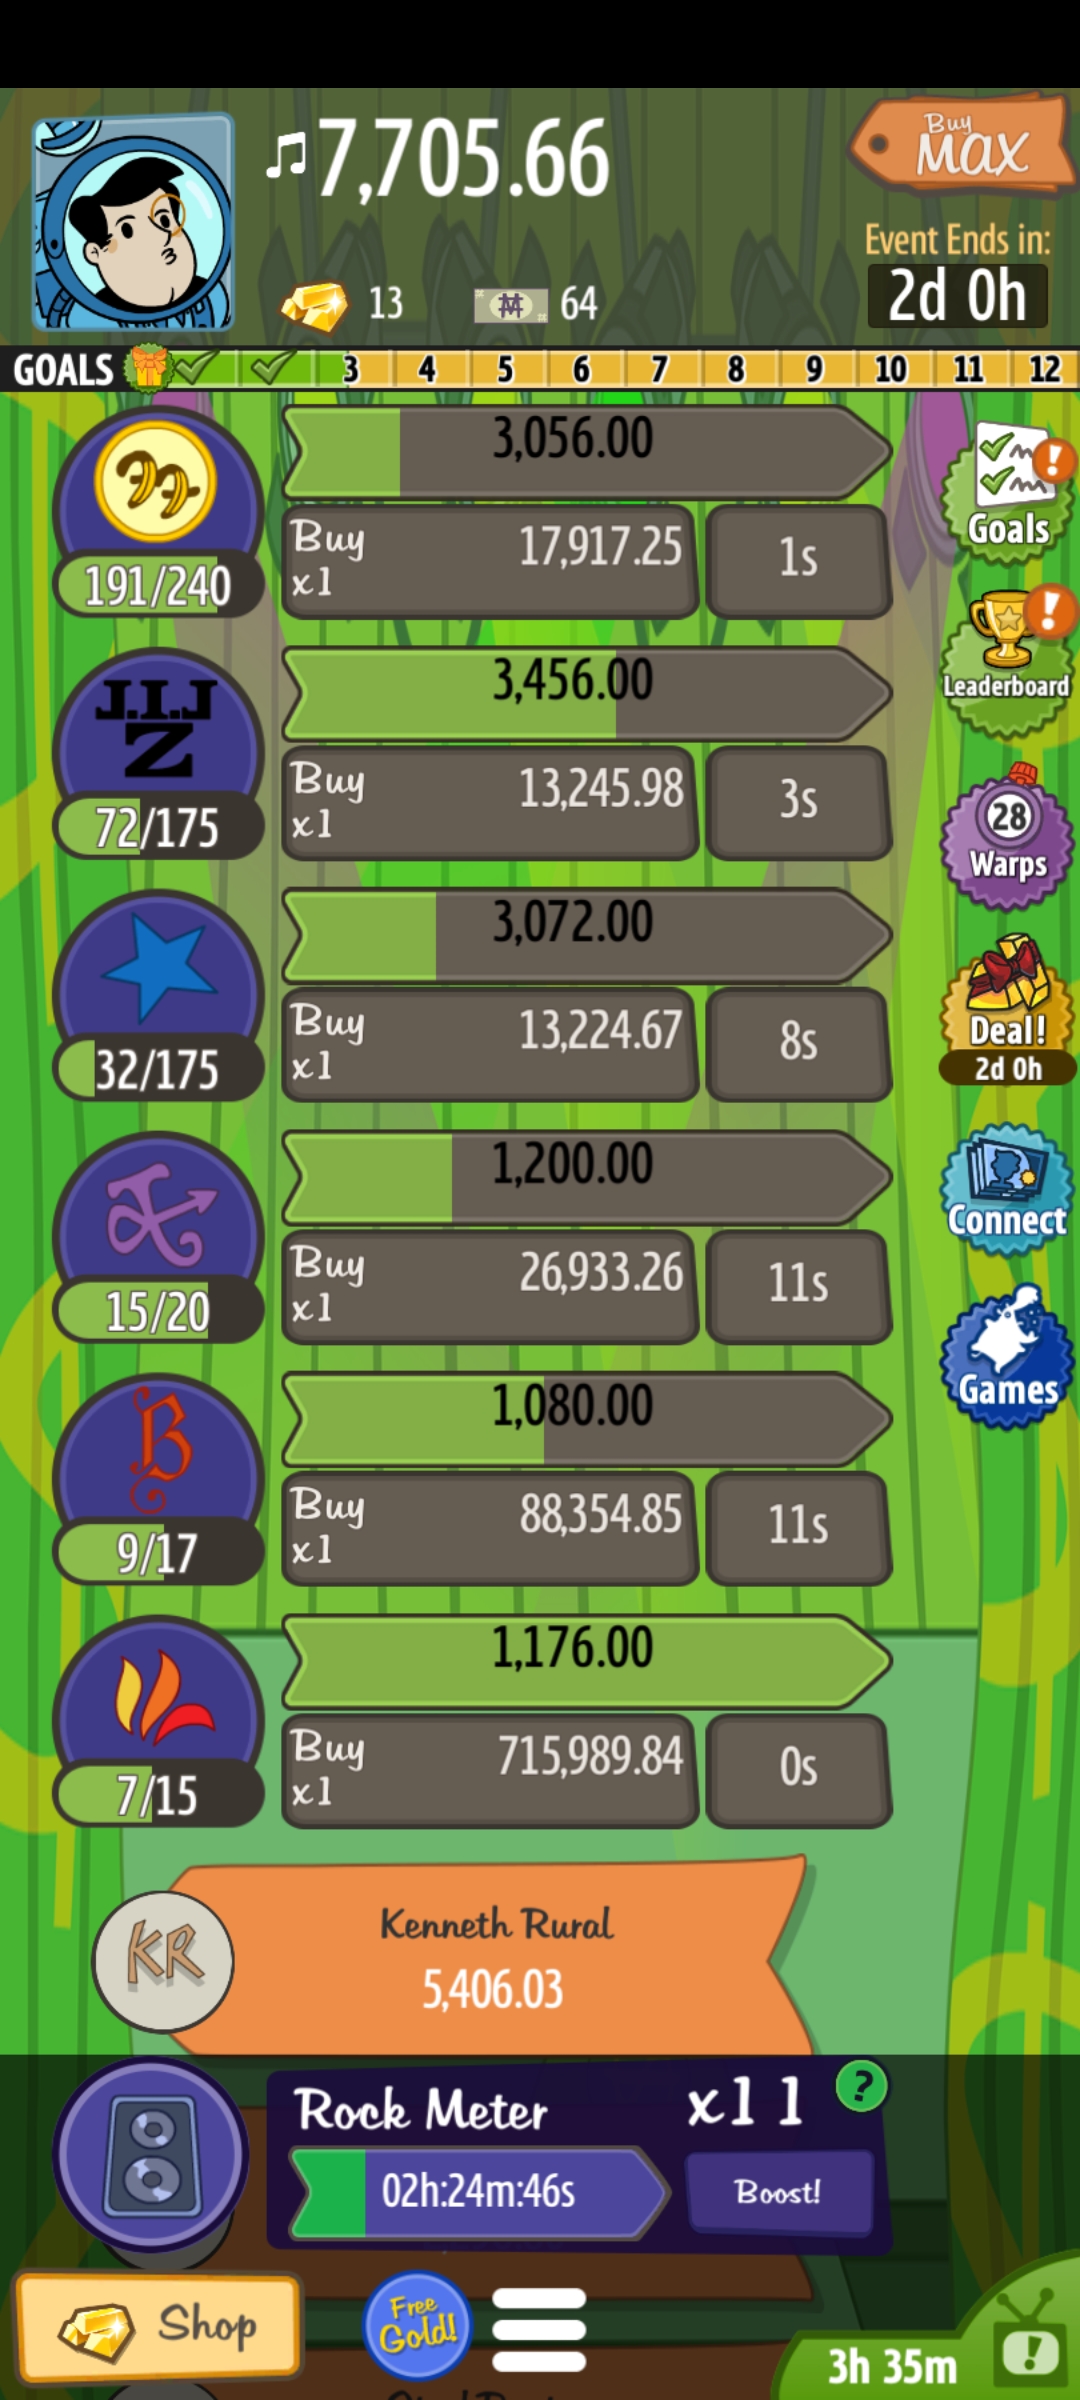 ♫7,705.66
Buy
MAX
Event Ends in:
2d 0h
13
64
GOALS 3 4 5 6 7 8 9 10 11 12
3,056.00
191/240
Buy
x1
17,917.25
1s
Goals
J.I.J
Z
3,456.00
72/175
Buy
x1
13,245.98
3s
Leaderboard
28
Warps
3,072.00
32/175
Buy
x1
13,224.67
8s
Deal!
2d 0h
1,200.00
15/20
Buy
x1
26,933.26
11s
Connect
B
1,080.00
9/17
Buy
x1
88,354.85
11s
Games
1,176.00
7/15
Buy
x1
715,989.84
0s
KR
Kenneth Rural
5,406.03
Rock Meter
x11
?
02h:24m:46s
Boost!
Shop
Free
Gold!
3h 35m